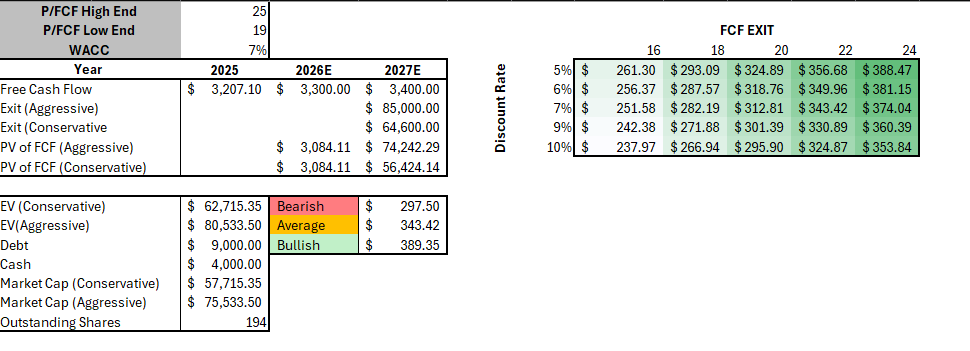 P/FCF High End 25
P/FCF Low End 19 FCF EXIT
WACC 7% 16 18 20 22 24
Year 2025 2026E 2027E 5% $ 261.30 $ 293.09 $ 324.89 $ 356.68 $ 388.47
Free Cash Flow $ 3,207.10 $ 3,300.00 $ 3,400.00 6% $ 256.37 $ 287.57 $ 318.76 $ 349.96 $ 381.15
Exit (Aggressive) $ 85,000.00 7% $ 251.58 $ 282.19 $ 312.81 $ 343.42 $ 374.04
Exit (Conservative $ 64,600.00 9% $ 242.38 $ 271.88 $ 301.39 $ 330.89 $ 360.39
PV of FCF (Aggressive) $ 3,084.11 $ 74,242.29 10% $ 237.97 $ 266.94 $ 295.90 $ 324.87 $ 353.84
PV of FCF (Conservative) $ 3,084.11 $ 56,424.14
Discount Rate
EV (Conservative) $ 62,715.35 Bearish $ 297.50
EV(Aggressive) $ 80,533.50 Average $ 343.42
Debt $ 9,000.00 Bullish $ 389.35
Cash $ 4,000.00
Market Cap (Conservative) $ 57,715.35
Market Cap (Aggressive) $ 75,533.50
Outstanding Shares 194